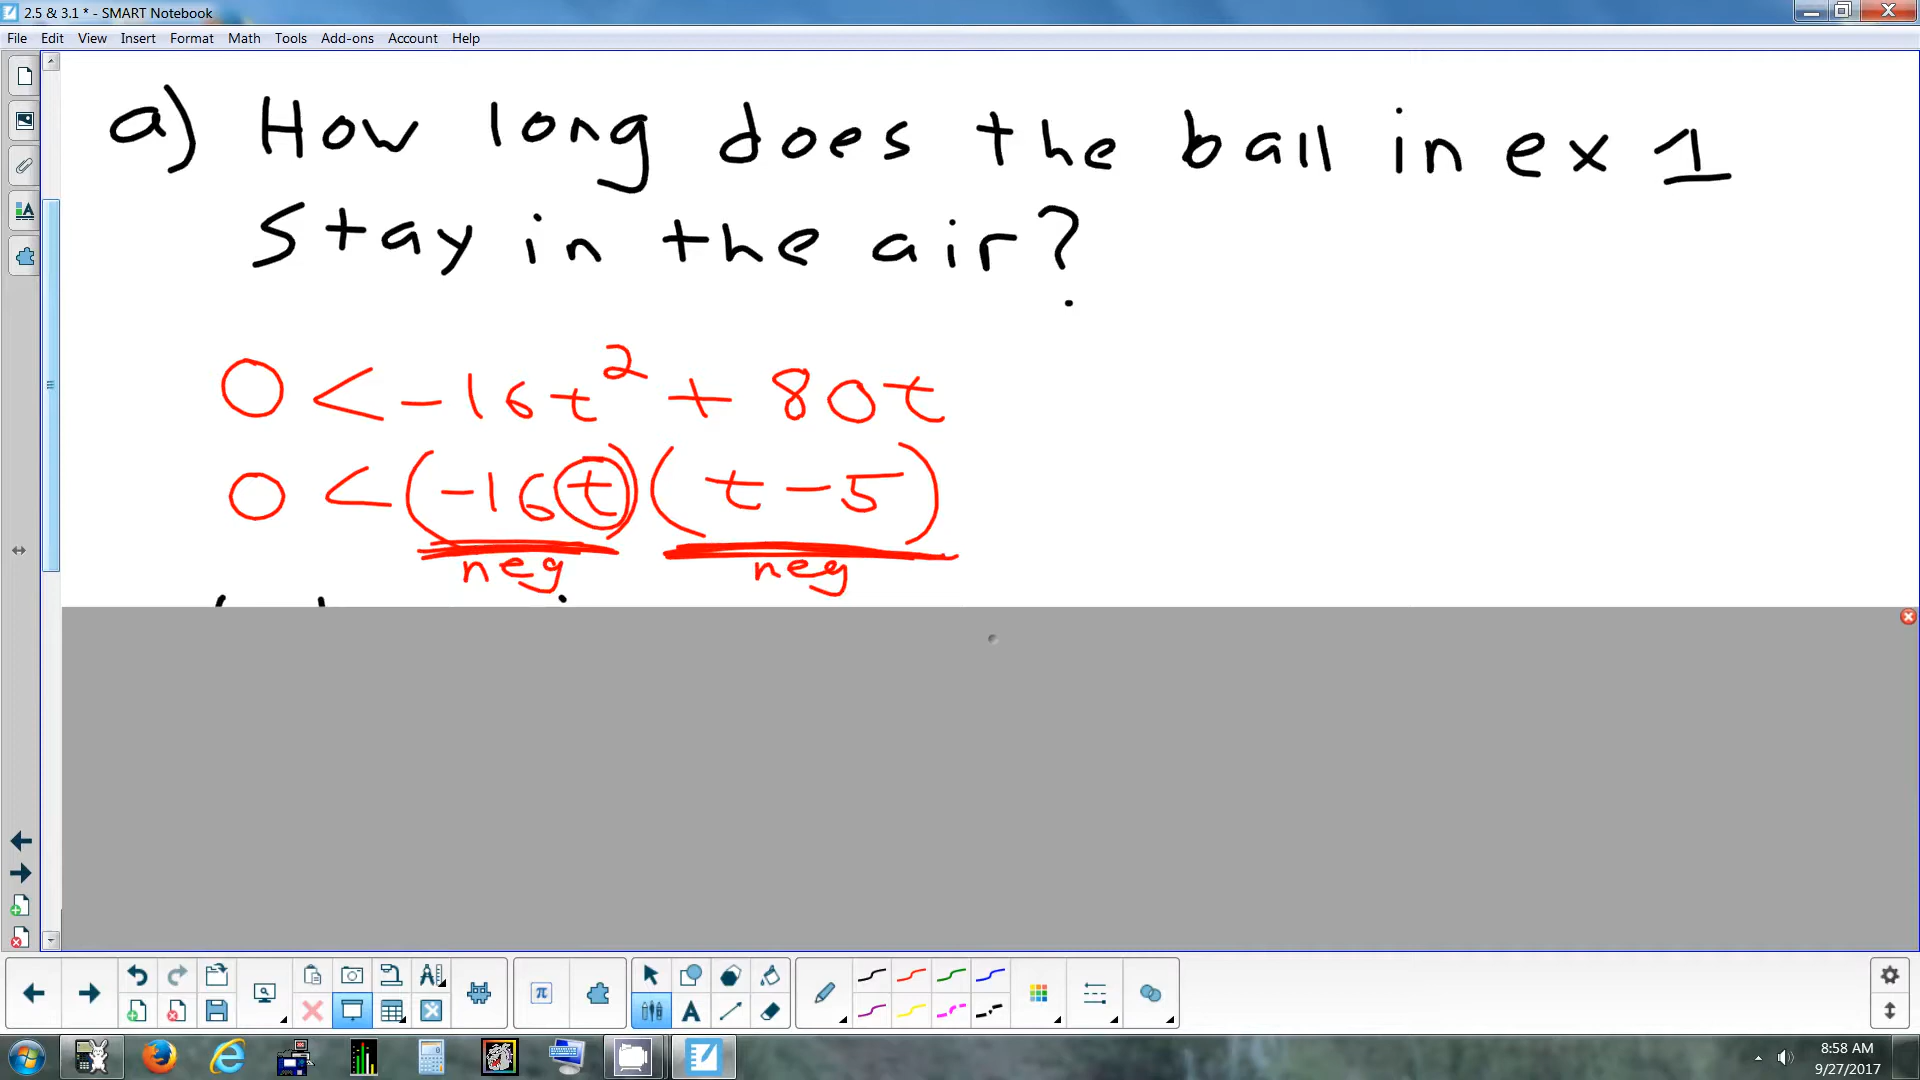 2.5 & 3.1 * - SMART Notebook
File Edit View Insert Format Math Tools Add-ons Account Help
a) How long does the ball in ex 1
stay in the air?
0 < -16t² + 80t
0 < (-16t)(t-5)
neg neg
8:58 AM
9/27/2017